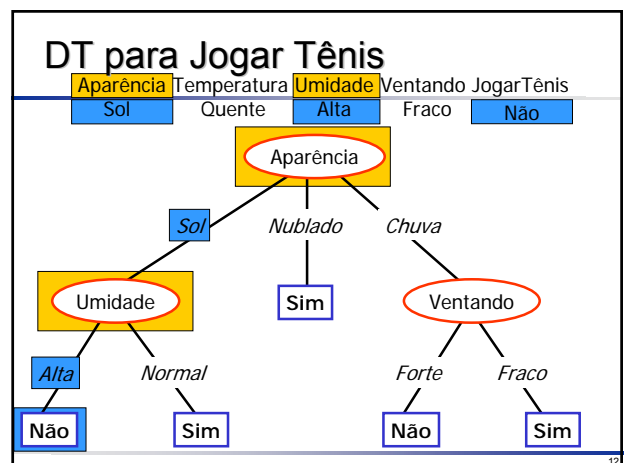 DT para Jogar Tênis
Aparência Temperatura Umidade Ventando JogarTênis
Sol Quente Alta Fraco Não
Aparência
Sol Nublado Chuva
Umidade Sim Ventando
Alta Normal Forte Fraco
Não Sim Não Sim
12